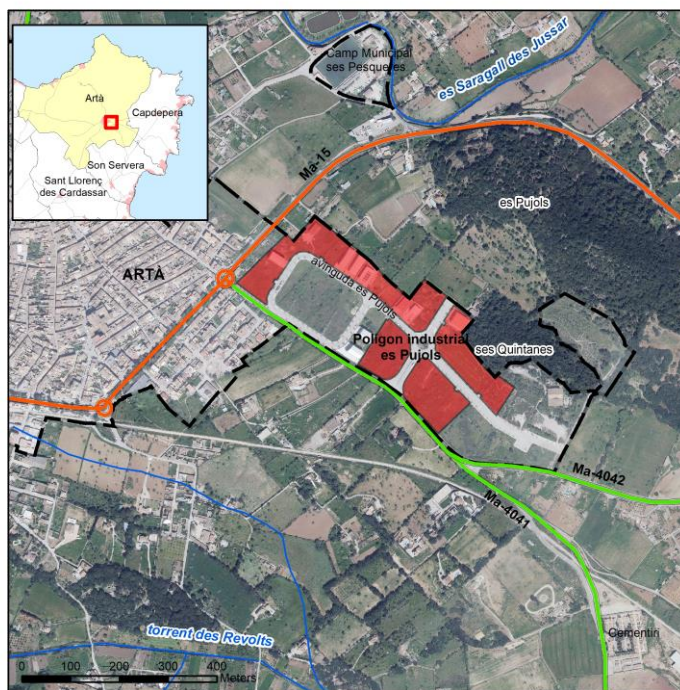 Artà
Capdepera
Son Servera
Sant Llorenç
des Cardassar
Camp Municipal
ses Pesqueres
es Saragall des Jussar
Ma-15
es Pujols
ARTÀ
avinguda es Pujols
Polígon industrial
es Pujols
ses Quintanes
Ma-4042
Ma-4041
torrent des Revolts
Cementiri
0 100 200 300 400
Meters